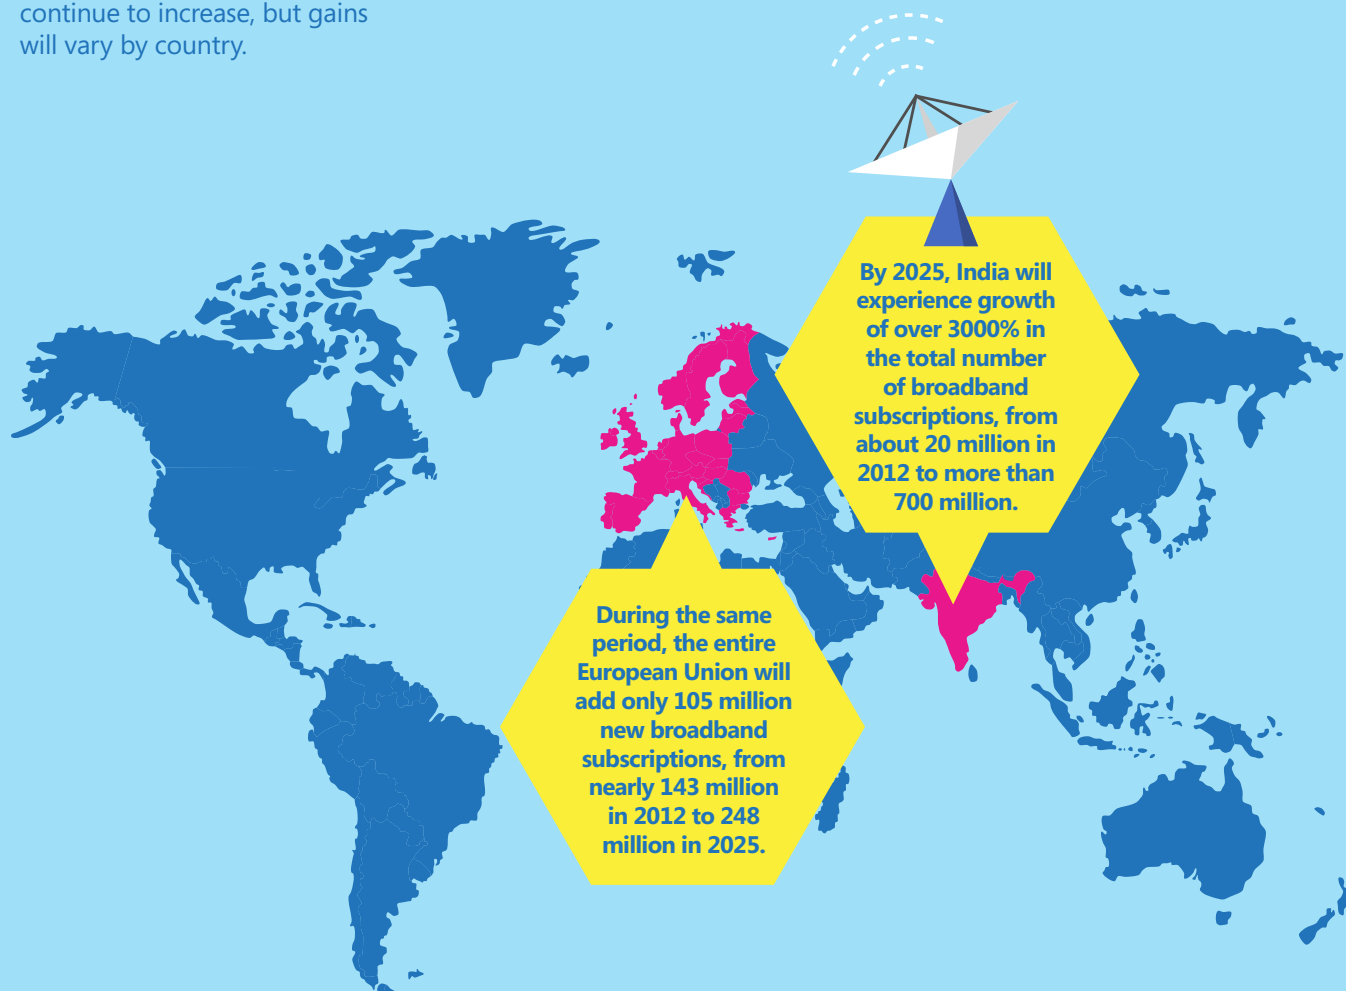 continue to increase, but gains
will vary by country.
By 2025, India will
experience growth
of over 3000% in
the total number
of broadband
subscriptions, from
about 20 million in
2012 to more than
700 million.
During the same
period, the entire
European Union will
add only 105 million
new broadband
subscriptions, from
nearly 143 million
in 2012 to 248
million in 2025.